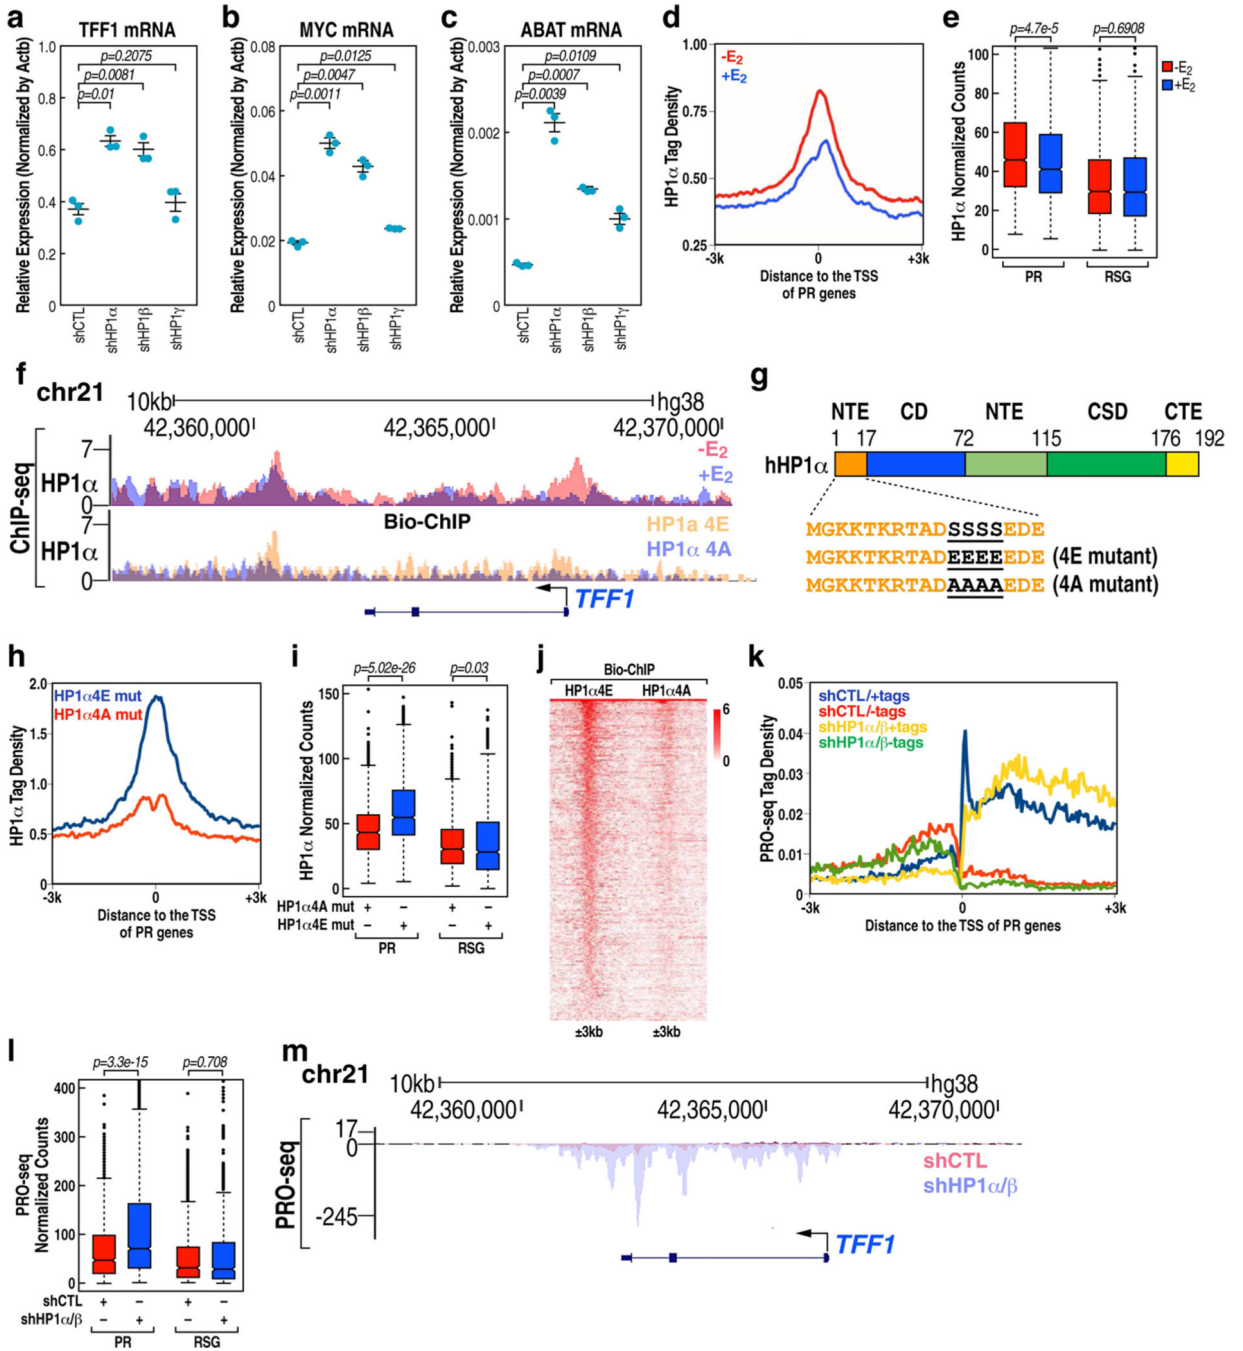 a
TFF1 mRNA
Relative Expression (Normalized by Actb)
1.0
0.8
0.6
0.4
0.2
0
p=0.2075
p=0.0081
p=0.01
shCTL
shHP1α
shHP1β
shHP1γ
b
MYC mRNA
Relative Expression (Normalized by Actb)
0.08
0.06
0.04
0.02
0
p=0.0125
p=0.0047
p=0.0011
shCTL
shHP1α
shHP1β
shHP1γ
c
ABAT mRNA
Relative Expression (Normalized by Actb)
0.003
0.002
0.001
0
p=0.0109
p=0.0007
p=0.0039
shCTL
shHP1α
shHP1β
shHP1γ
d
HP1α Tag Density
1.00
0.75
0.50
0.25
-E2
+E2
-3k 0 +3k
Distance to the TSS
of PR genes
e
p=4.7e-5 p=0.6908
HP1α Normalized Counts
100
80
60
40
20
0
-E2
+E2
PR RSG
f
chr21
10kb hg38
42,360,000 42,365,000 42,370,000
ChIP-seq
7
HP1α
0
-E2
+E2
Bio-ChIP
7
HP1α
0
HP1a 4E
HP1α 4A
TFF1
g
NTE CD NTE CSD CTE
1 17 72 115 176 192
hHP1α
MGKKTKRTADSSSSEDE
MGKKTKRTADEEEEEDE (4E mutant)
MGKKTKRTADAAAAEDE (4A mutant)
h
HP1α Tag Density
2.0
1.5
1.0
0.5
0
HP1α4E mut
HP1α4A mut
-3k 0 +3k
Distance to the TSS
of PR genes
i
p=5.02e-26 p=0.03
HP1α Normalized Counts
150
100
50
0
HP1α4A mut + − + −
HP1α4E mut − + − +
PR RSG
j
Bio-ChIP
HP1α4E HP1α4A
6
0
±3kb ±3kb
k
PRO-seq Tag Density
0.05
0.04
0.03
0.02
0.01
0
shCTL/+tags
shCTL/-tags
shHP1α/β+tags
shHP1α/β-tags
-3k 0 +3k
Distance to the TSS of PR genes
l
p=3.3e-15 p=0.708
PRO-seq
Normalized Counts
400
300
200
100
0
shCTL + − + −
shHP1α/β − + − +
PR RSG
m
chr21
10kb hg38
42,360,000 42,365,000 42,370,000
PRO-seq
17
0
-245
shCTL
shHP1α/β
TFF1